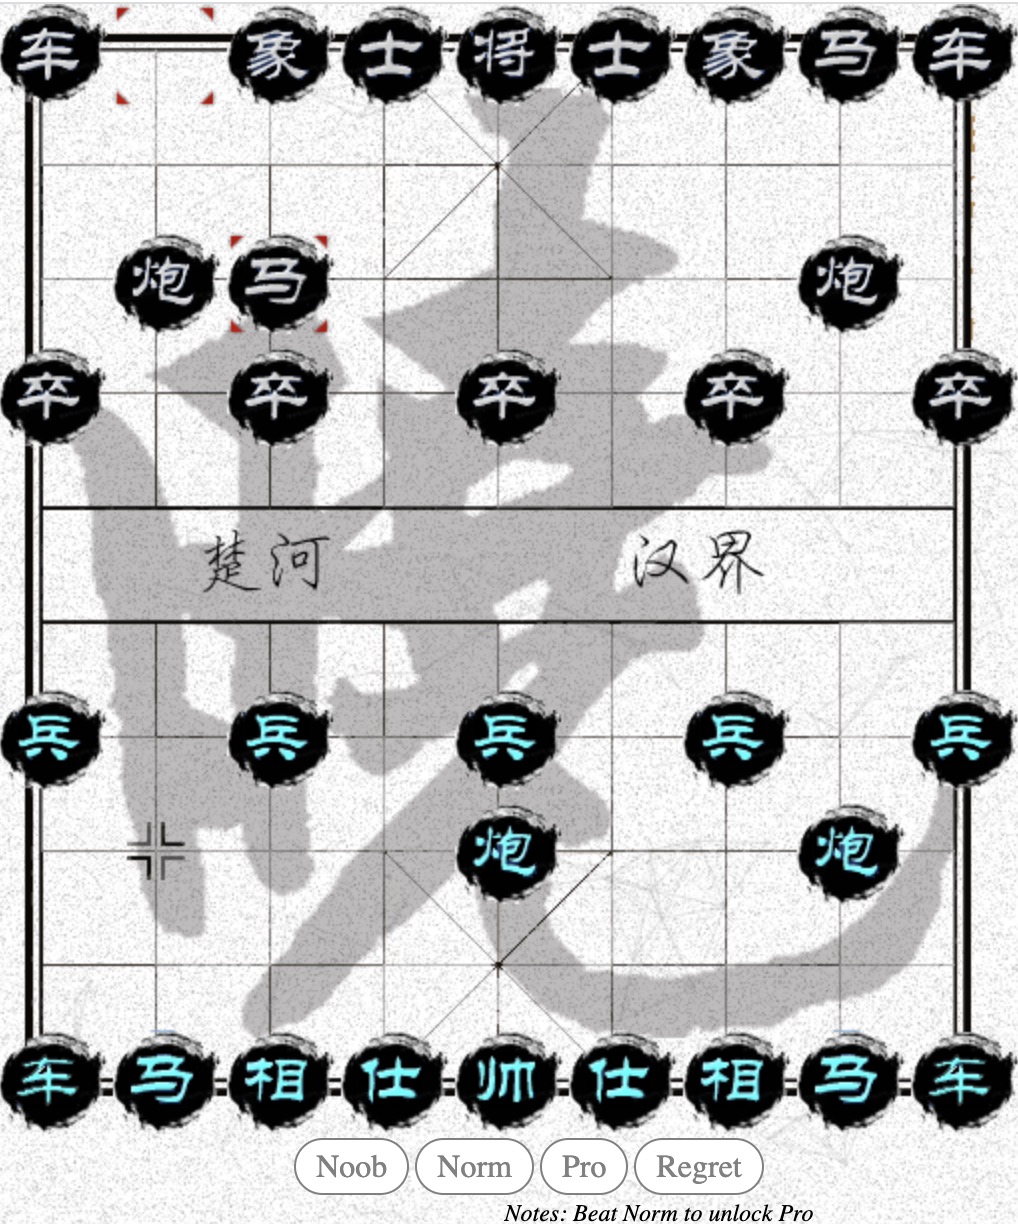 车 象 士 将 士 象 马 车
炮 马 炮
卒 卒 卒 卒 卒
楚河 汉界
兵 兵 兵 兵 兵
炮 炮
车 马 相 仕 帅 仕 相 马 车
Noob Norm Pro Regret
Notes: Beat Norm to unlock Pro